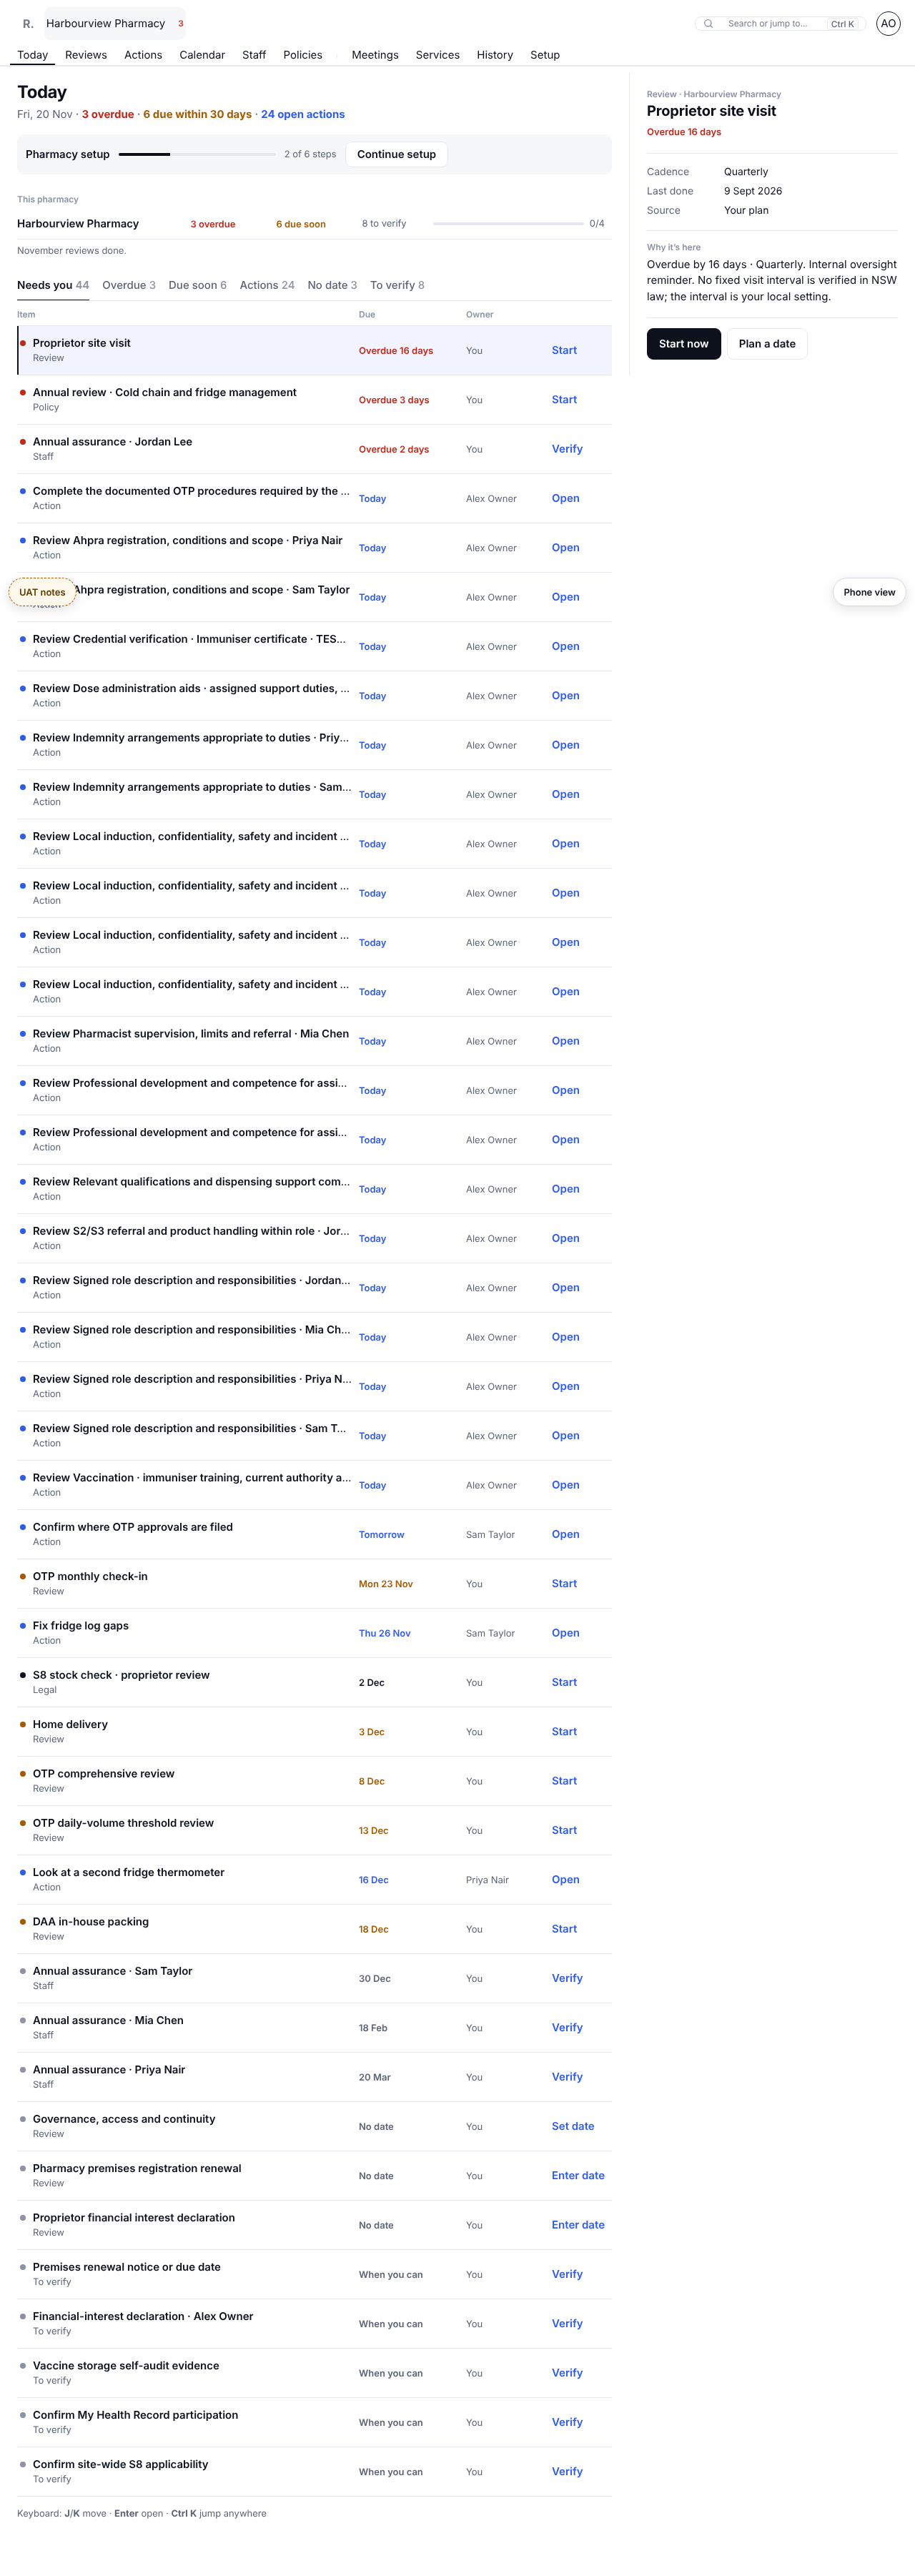 R.
Harbourview Pharmacy 3
Search or jump to... Ctrl K
AO
Today Reviews Actions Calendar Staff Policies Meetings Services History Setup
Today
Fri, 20 Nov · 3 overdue · 6 due within 30 days · 24 open actions
Pharmacy setup 2 of 6 steps Continue setup
This pharmacy
Harbourview Pharmacy 3 overdue 6 due soon 8 to verify 0/4
November reviews done.
Needs you 44 Overdue 3 Due soon 6 Actions 24 No date 3 To verify 8
Item Due Owner
Proprietor site visit
Review
Overdue 16 days You Start
Annual review · Cold chain and fridge management
Policy
Overdue 3 days You Start
Annual assurance · Jordan Lee
Staff
Overdue 2 days You Verify
Complete the documented OTP procedures required by the ...
Action
Today Alex Owner Open
Review Ahpra registration, conditions and scope · Priya Nair
Action
Today Alex Owner Open
Ahpra registration, conditions and scope · Sam Taylor
Today Alex Owner Open
Review Credential verification · Immuniser certificate · TES...
Action
Today Alex Owner Open
Review Dose administration aids · assigned support duties, ...
Action
Today Alex Owner Open
Review Indemnity arrangements appropriate to duties · Priy...
Action
Today Alex Owner Open
Review Indemnity arrangements appropriate to duties · Sam...
Action
Today Alex Owner Open
Review Local induction, confidentiality, safety and incident ...
Action
Today Alex Owner Open
Review Local induction, confidentiality, safety and incident ...
Action
Today Alex Owner Open
Review Local induction, confidentiality, safety and incident ...
Action
Today Alex Owner Open
Review Local induction, confidentiality, safety and incident ...
Action
Today Alex Owner Open
Review Pharmacist supervision, limits and referral · Mia Chen
Action
Today Alex Owner Open
Review Professional development and competence for assi...
Action
Today Alex Owner Open
Review Professional development and competence for assi...
Action
Today Alex Owner Open
Review Relevant qualifications and dispensing support com...
Action
Today Alex Owner Open
Review S2/S3 referral and product handling within role · Jor...
Action
Today Alex Owner Open
Review Signed role description and responsibilities · Jordan...
Action
Today Alex Owner Open
Review Signed role description and responsibilities · Mia Ch...
Action
Today Alex Owner Open
Review Signed role description and responsibilities · Priya N...
Action
Today Alex Owner Open
Review Signed role description and responsibilities · Sam T...
Action
Today Alex Owner Open
Review Vaccination · immuniser training, current authority a...
Action
Today Alex Owner Open
Confirm where OTP approvals are filed
Action
Tomorrow Sam Taylor Open
OTP monthly check-in
Review
Mon 23 Nov You Start
Fix fridge log gaps
Action
Thu 26 Nov Sam Taylor Open
S8 stock check · proprietor review
Legal
2 Dec You Start
Home delivery
Review
3 Dec You Start
OTP comprehensive review
Review
8 Dec You Start
OTP daily-volume threshold review
Review
13 Dec You Start
Look at a second fridge thermometer
Action
16 Dec Priya Nair Open
DAA in-house packing
Review
18 Dec You Start
Annual assurance · Sam Taylor
Staff
30 Dec You Verify
Annual assurance · Mia Chen
Staff
18 Feb You Verify
Annual assurance · Priya Nair
Staff
20 Mar You Verify
Governance, access and continuity
Review
No date You Set date
Pharmacy premises registration renewal
Review
No date You Enter date
Proprietor financial interest declaration
Review
No date You Enter date
Premises renewal notice or due date
To verify
When you can You Verify
Financial-interest declaration · Alex Owner
To verify
When you can You Verify
Vaccine storage self-audit evidence
To verify
When you can You Verify
Confirm My Health Record participation
To verify
When you can You Verify
Confirm site-wide S8 applicability
To verify
When you can You Verify
Keyboard: J/K move · Enter open · Ctrl K jump anywhere
Review · Harbourview Pharmacy
Proprietor site visit
Overdue 16 days
Cadence Quarterly
Last done 9 Sept 2026
Source Your plan
Why it's here
Overdue by 16 days · Quarterly. Internal oversight
reminder. No fixed visit interval is verified in NSW
law; the interval is your local setting.
Start now Plan a date
UAT notes
Phone view